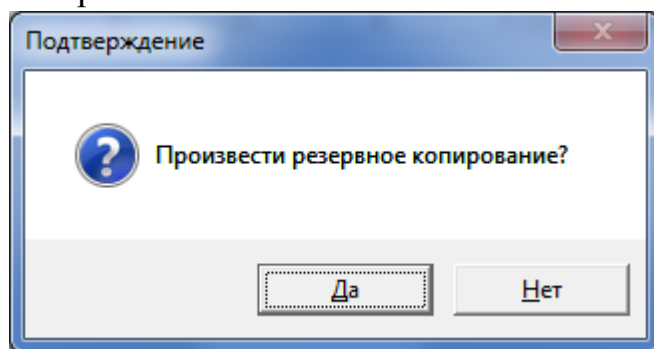 Подтверждение
Произвести резервное копирование?
Да
Нет